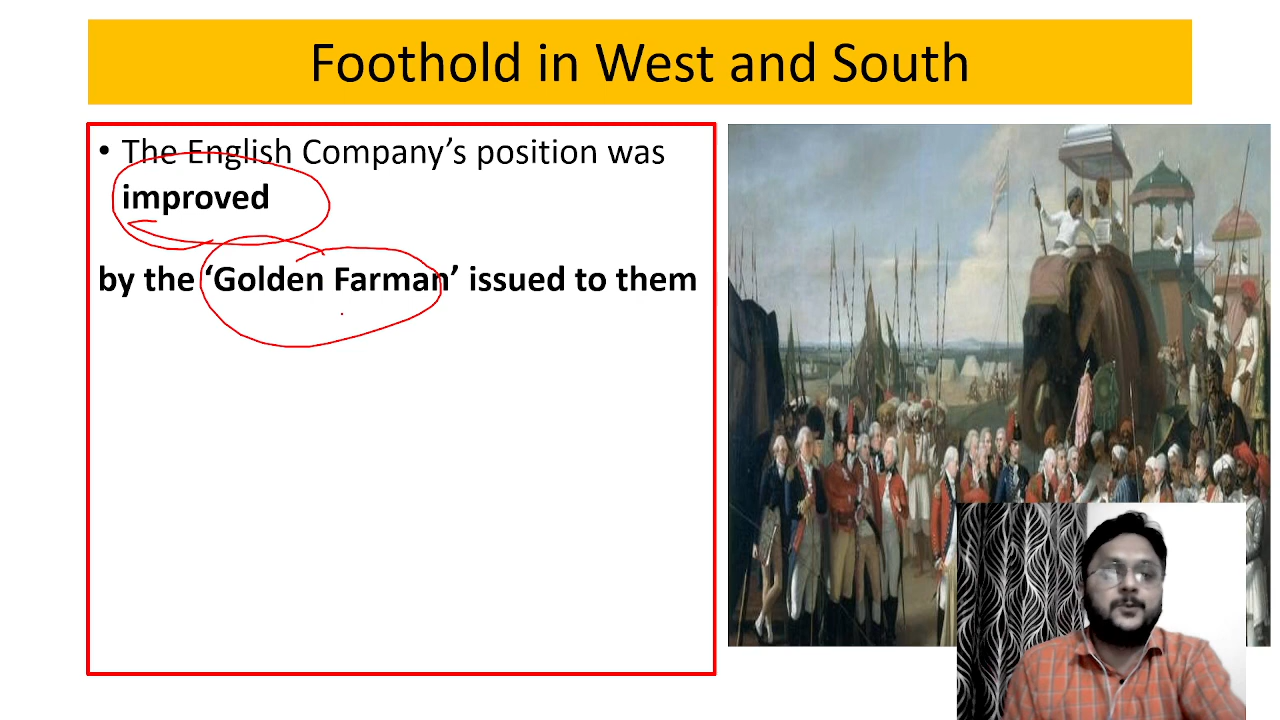 Foothold in West and South
• The English Company’s position was
improved
by the ‘Golden Farman’ issued to them